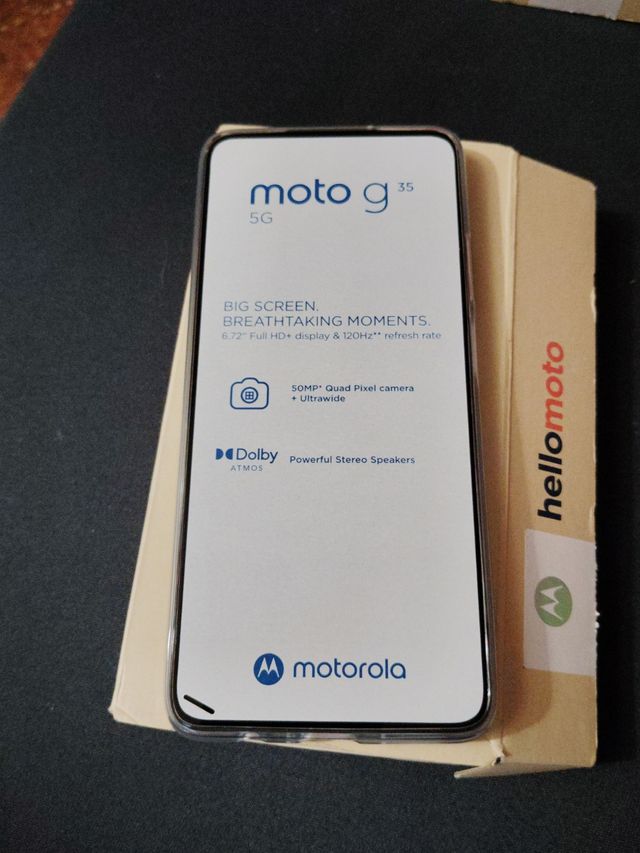 moto g 35
5G
BIG SCREEN.
BREATHTAKING MOMENTS.
6.72" Full HD+ display & 120Hz** refresh rate
50MP* Quad Pixel camera
+ Ultrawide
Dolby
ATMOS
Powerful Stereo Speakers
motorola
hellomoto